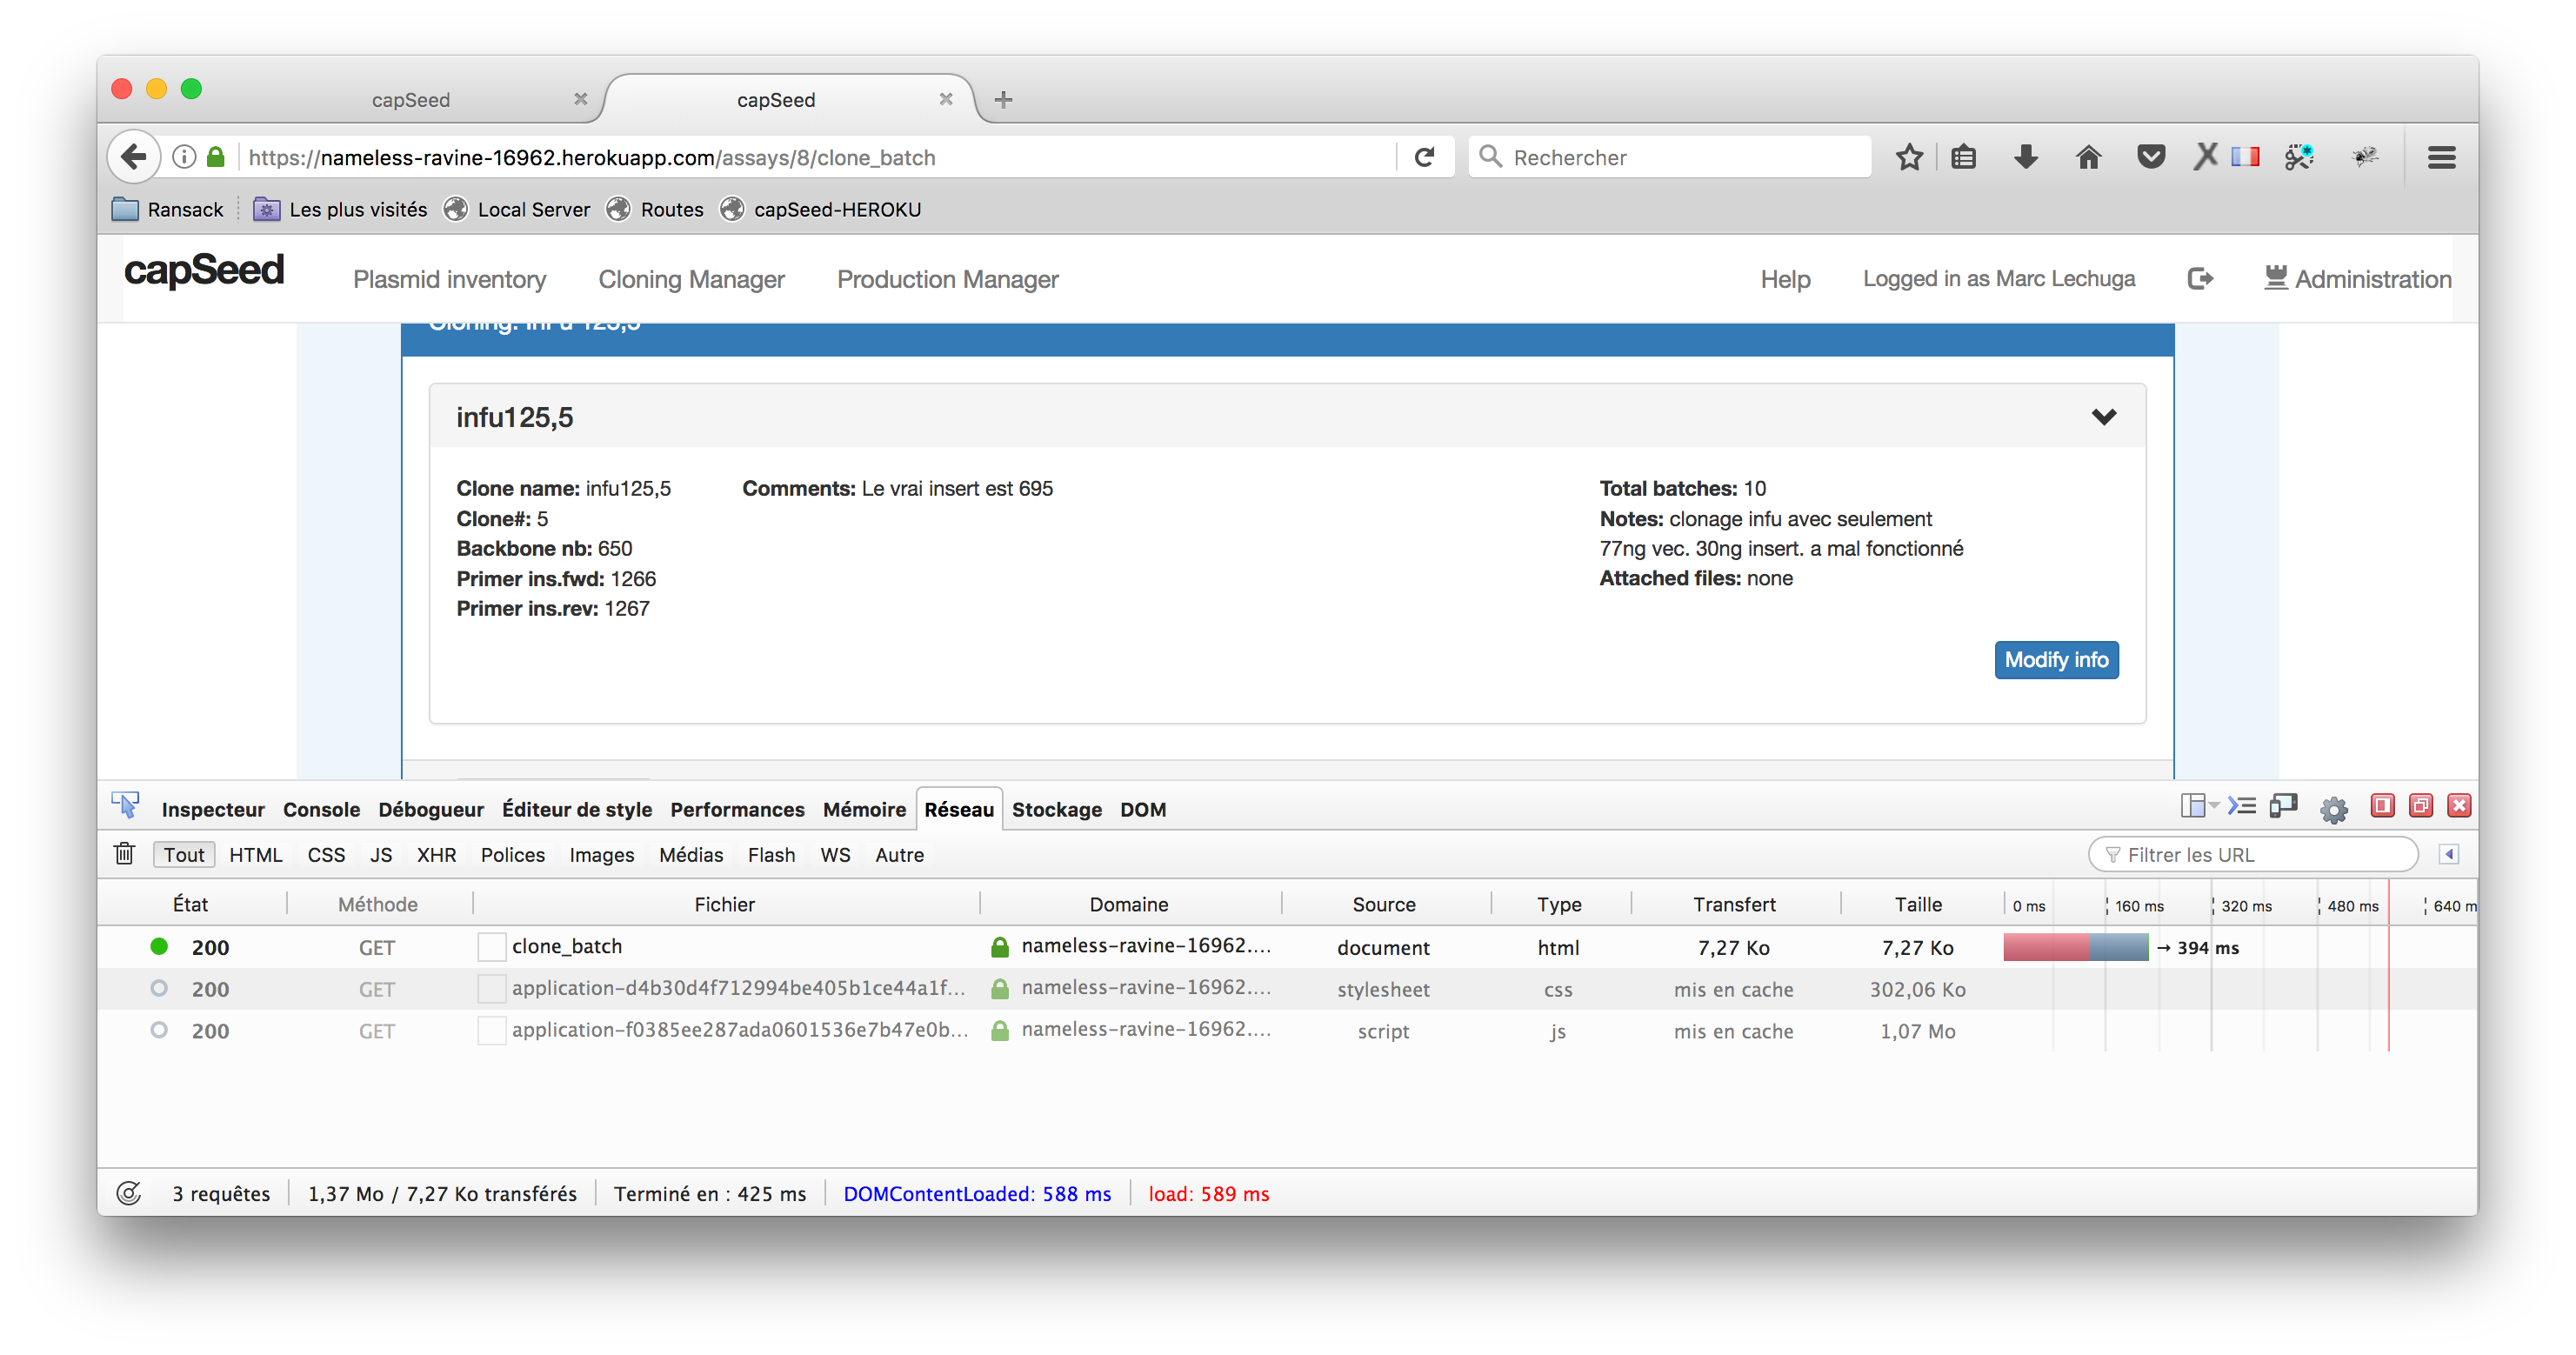 capSeed
capSeed
https://nameless-ravine-16962.herokuapp.com/assays/8/clone_batch
Rechercher
Ransack
Les plus visités
Local Server
Routes
capSeed-HEROKU
capSeed
Plasmid inventory
Cloning Manager
Production Manager
Help
Logged in as Marc Lechuga
Administration
infu125,5
Clone name: infu125,5
Clone#: 5
Backbone nb: 650
Primer ins.fwd: 1266
Primer ins.rev: 1267
Comments: Le vrai insert est 695
Total batches: 10
Notes: clonage infu avec seulement
77ng vec. 30ng insert. a mal fonctionné
Attached files: none
Modify info
Inspecteur Console Débogueur Éditeur de style Performances Mémoire Réseau Stockage DOM
Tout HTML CSS JS XHR Polices Images Médias Flash WS Autre
Filtrer les URL
État Méthode Fichier Domaine Source Type Transfert Taille 0 ms 160 ms 320 ms 480 ms 640 m
200 GET clone_batch nameless-ravine-16962.... document html 7,27 Ko 7,27 Ko → 394 ms
200 GET application-d4b30d4f712994be405b1ce44a1f... nameless-ravine-16962.... stylesheet css mis en cache 302,06 Ko
200 GET application-f0385ee287ada0601536e7b47e0b... nameless-ravine-16962.... script js mis en cache 1,07 Mo
3 requêtes 1,37 Mo / 7,27 Ko transférés Terminé en : 425 ms DOMContentLoaded: 588 ms load: 589 ms